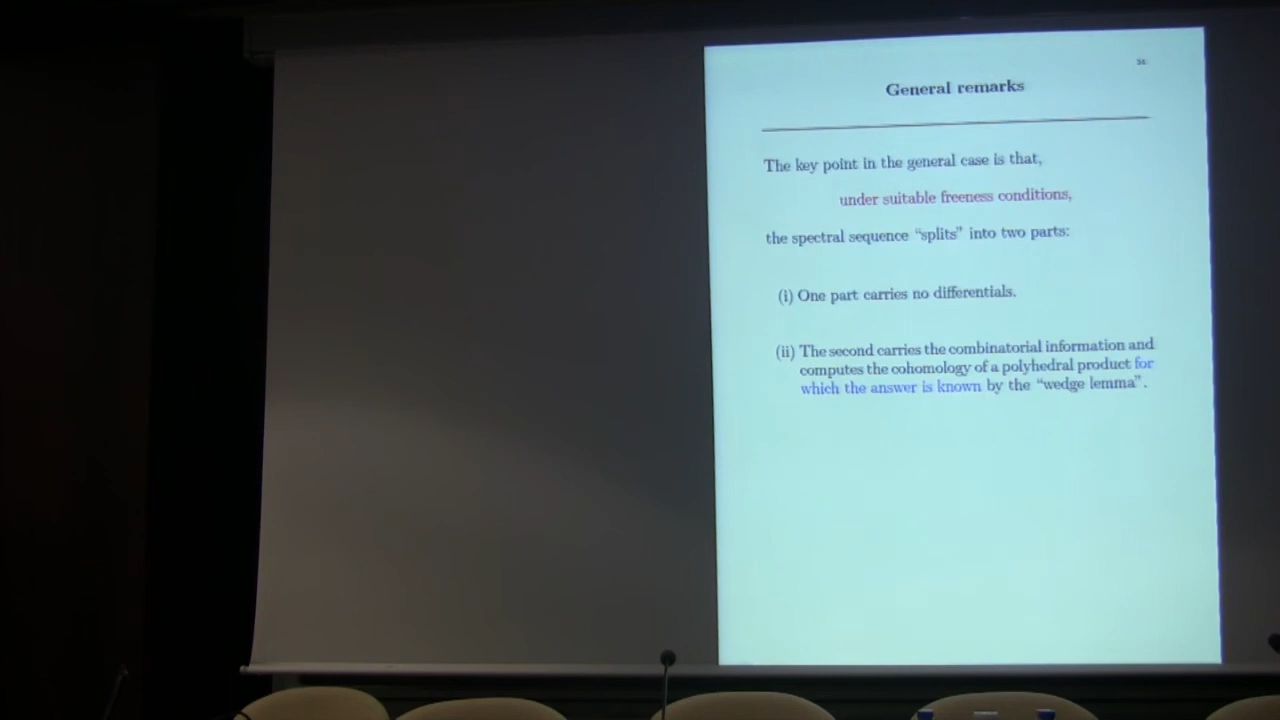 General remarks
The key point in the general case is that,
under suitable freeness conditions,
the spectral sequence “splits” into two parts:
(i) One part carries no differentials.
(ii) The second carries the combinatorial information and
computes the cohomology of a polyhedral product for
which the answer is known by the “wedge lemma”.